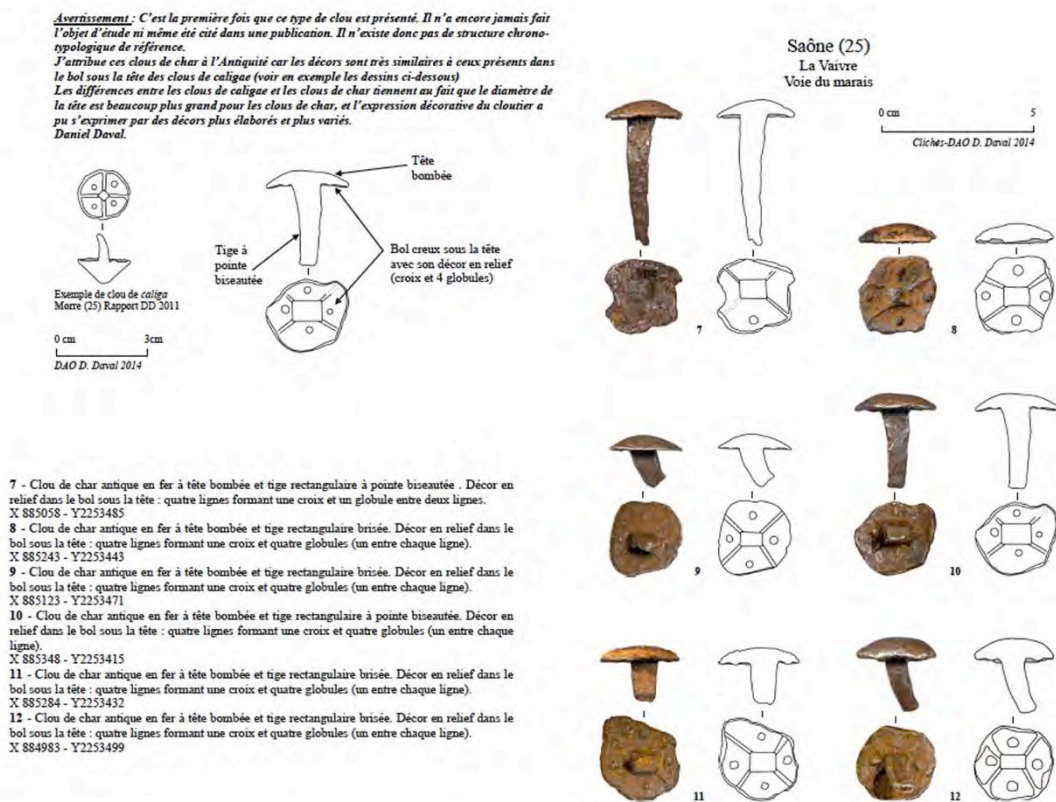 Avertissement : C'est la première fois que ce type de clou est présenté. Il n'a encore jamais fait
l'objet d'étude ni même été cité dans une publication. Il n'existe donc pas de structure chrono-
typologique de référence.
J'attribue ces clous de char à l'Antiquité car les décors sont très similaires à ceux présents dans
le bol sous la tête des clous de caligae (voir en exemple les dessins ci-dessous)
Les différences entre les clous de caligae et les clous de char tiennent au fait que le diamètre de
la tête est beaucoup plus grand pour les clous de char, et l'expression décorative du cloutier a
pu s'exprimer par des décors plus élaborés et plus variés.
Daniel Daval.
Tête
bombée
Tige à
pointe
biseautée
Bol creux sous la tête
avec son décor en relief
(croix et 4 globules)
Exemple de clou de caliga
Morre (25) Rapport DD 2011
0 cm 3cm
DAO D. Daval 2014
7 - Clou de char antique en fer à tête bombée et tige rectangulaire à pointe biseautée . Décor en
relief dans le bol sous la tête : quatre lignes formant une croix et un globule entre deux lignes.
X 885058 - Y2253485
8 - Clou de char antique en fer à tête bombée et tige rectangulaire brisée. Décor en relief dans le
bol sous la tête : quatre lignes formant une croix et quatre globules (un entre chaque ligne).
X 885243 - Y2253443
9 - Clou de char antique en fer à tête bombée et tige rectangulaire brisée. Décor en relief dans le
bol sous la tête : quatre lignes formant une croix et quatre globules (un entre chaque ligne).
X 885123 - Y2253471
10 - Clou de char antique en fer à tête bombée et tige rectangulaire à pointe biseautée. Décor en
relief dans le bol sous la tête : quatre lignes formant une croix et quatre globules (un entre chaque
ligne).
X 885348 - Y2253415
11 - Clou de char antique en fer à tête bombée et tige rectangulaire brisée. Décor en relief dans le
bol sous la tête : quatre lignes formant une croix et quatre globules (un entre chaque ligne).
X 885284 - Y2253432
12 - Clou de char antique en fer à tête bombée et tige rectangulaire brisée. Décor en relief dans le
bol sous la tête : quatre lignes formant une croix et quatre globules (un entre chaque ligne).
X 884983 - Y2253499
Saône (25)
La Vaivre
Voie du marais
0 cm 5
Clichés-DAO D. Daval 2014
7
8
9
10
11
12